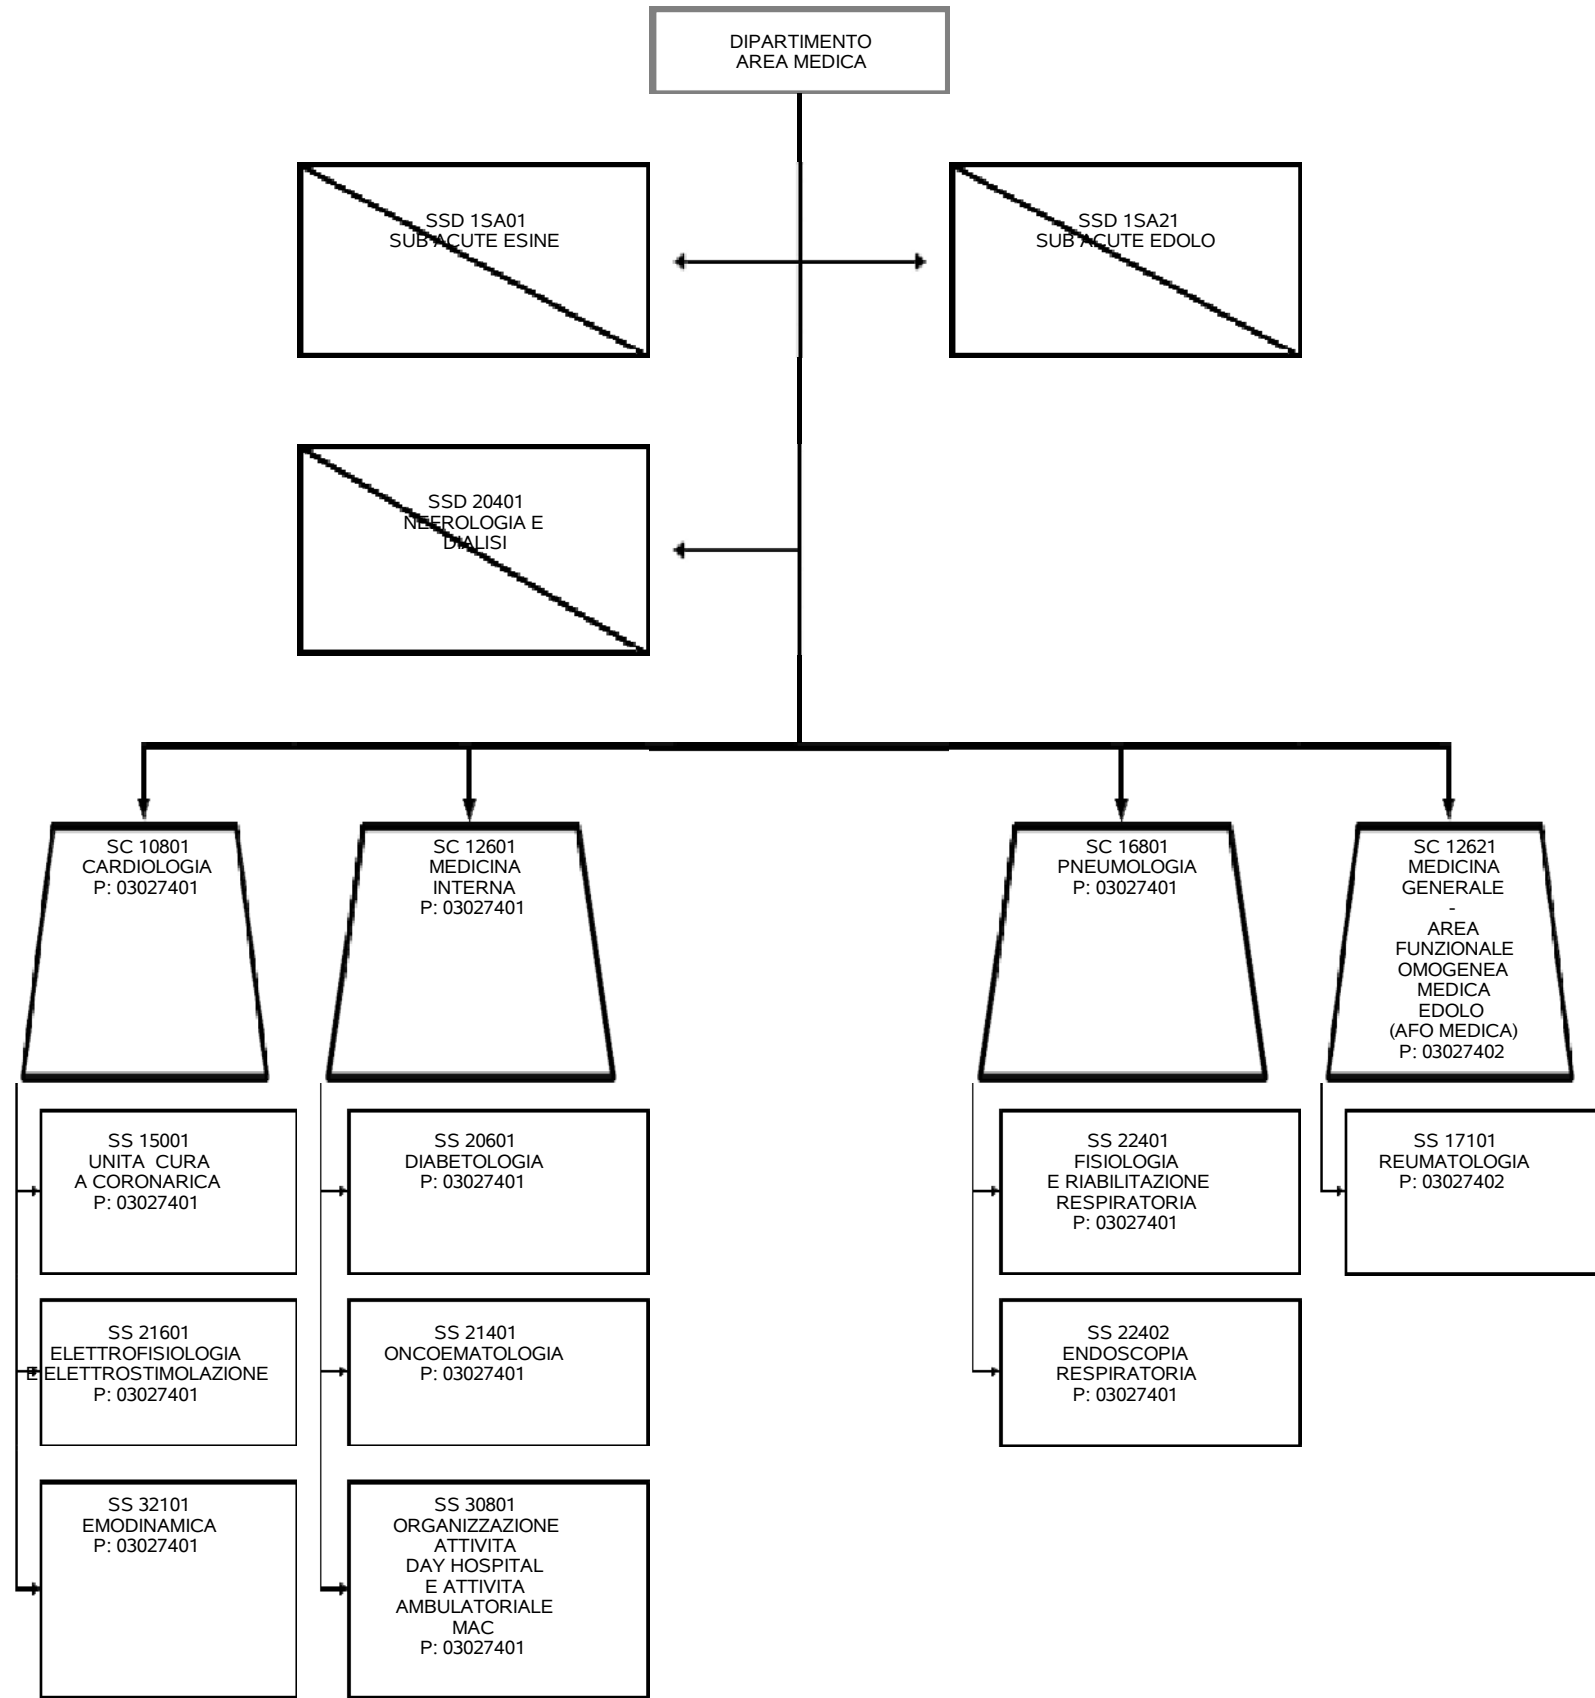 DIPARTIMENTO
AREA MEDICA
SSD 1SA01
SUB ACUTE ESINE
SSD 1SA21
SUB ACUTE EDOLO
SSD 20401
NEFROLOGIA E
DIALISI
SC 10801
CARDIOLOGIA
P: 03027401
SC 12601
MEDICINA
INTERNA
P: 03027401
SC 16801
PNEUMOLOGIA
P: 03027401
SC 12621
MEDICINA
GENERALE
-
AREA
FUNZIONALE
OMOGENEA
MEDICA
EDOLO
(AFO MEDICA)
P: 03027402
SS 15001
UNITA CURA
A CORONARICA
P: 03027401
SS 20601
DIABETOLOGIA
P: 03027401
SS 22401
FISIOLOGIA
E RIABILITAZIONE
RESPIRATORIA
P: 03027401
SS 17101
REUMATOLOGIA
P: 03027402
SS 21601
ELETTROFISIOLOGIA
E ELETTROSTIMOLAZIONE
P: 03027401
SS 21401
ONCOEMATOLOGIA
P: 03027401
SS 22402
ENDOSCOPIA
RESPIRATORIA
P: 03027401
SS 32101
EMODINAMICA
P: 03027401
SS 30801
ORGANIZZAZIONE
ATTIVITA
DAY HOSPITAL
E ATTIVITA
AMBULATORIALE
MAC
P: 03027401